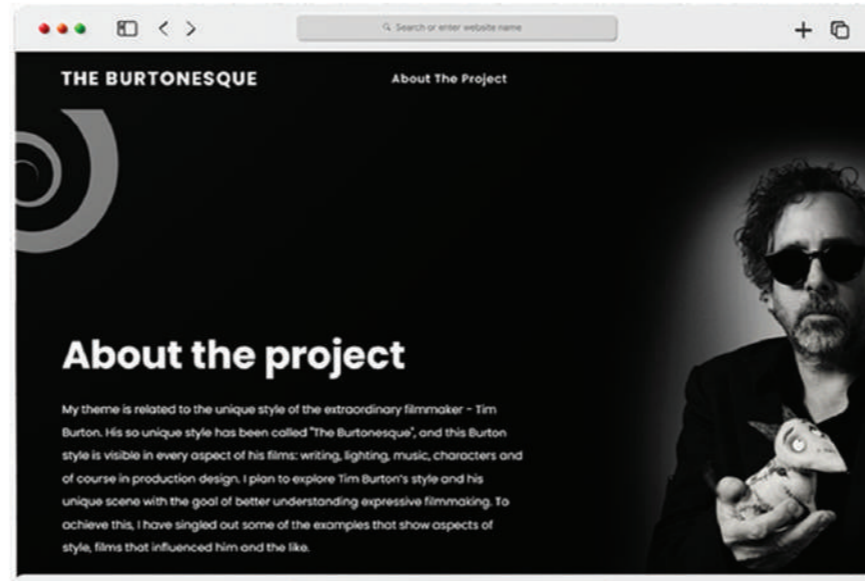 Search or enter website name
THE BURTONESQUE
About The Project
About the project
My theme is related to the unique style of the extraordinary filmmaker - Tim
Burton. His so unique style has been called "The Burtonesque", and this Burton
style is visible in every aspect of his films: writing, lighting, music, characters and
of course in production design. I plan to explore Tim Burton's style and his
unique scene with the goal of better understanding expressive filmmaking. To
achieve this, I have singled out some of the examples that show aspects of
style, films that influenced him and the like.